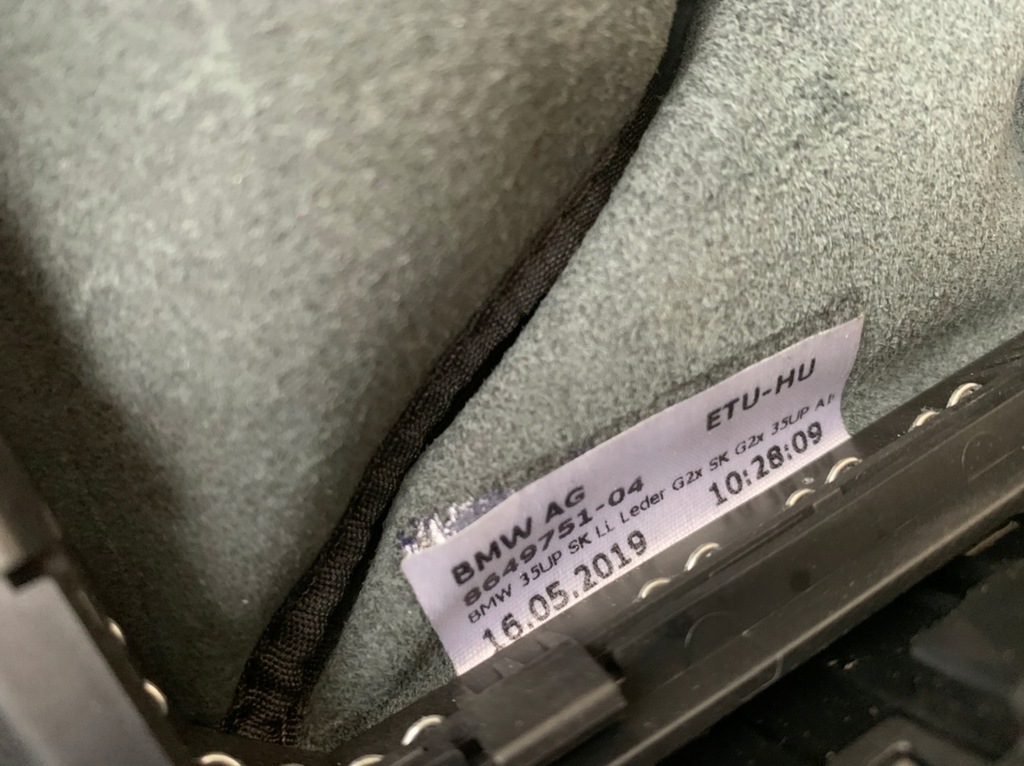 BMW AG ETU-HU
8649751-04
BMW 35UP SK Li. Leder G2x SK G2x 35UP
16.05.2019 10:28:09